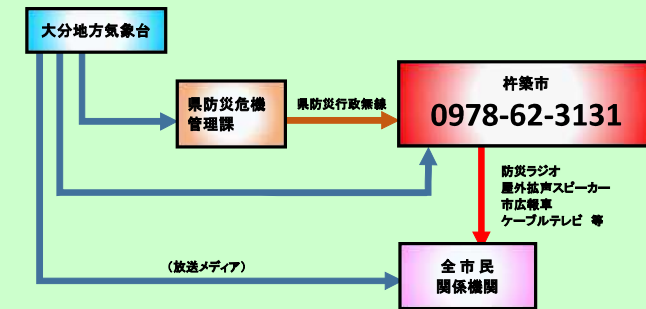 大分地方気象台
県防災危機
管理課
県防災行政無線
杵築市
0978-62-3131
防災ラジオ
屋外拡声スピーカー
市広報車
ケーブルテレビ 等
（放送メディア）
全市民
関係機関